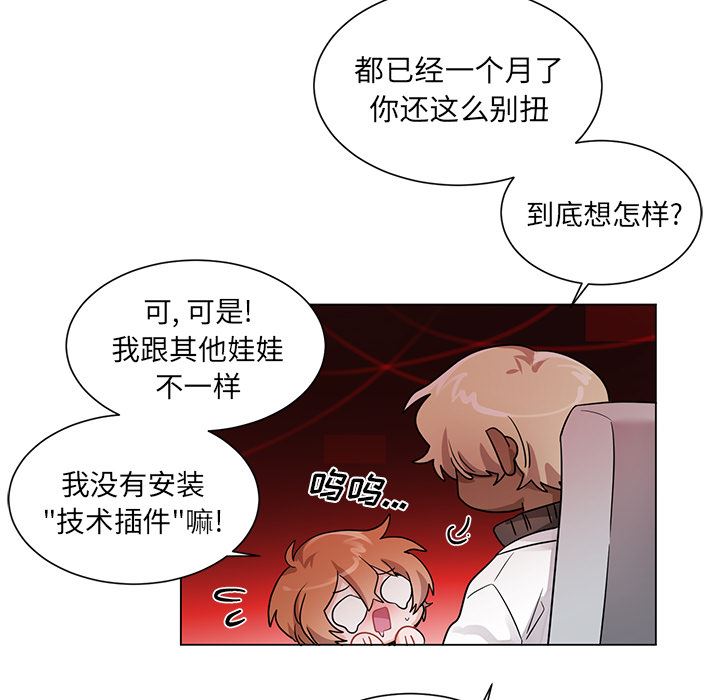 都已经一个月了
你还这么别扭
到底想怎样?
可, 可是!
我跟其他娃娃
不一样
我没有安装
"技术插件"嘛!
呜呜...